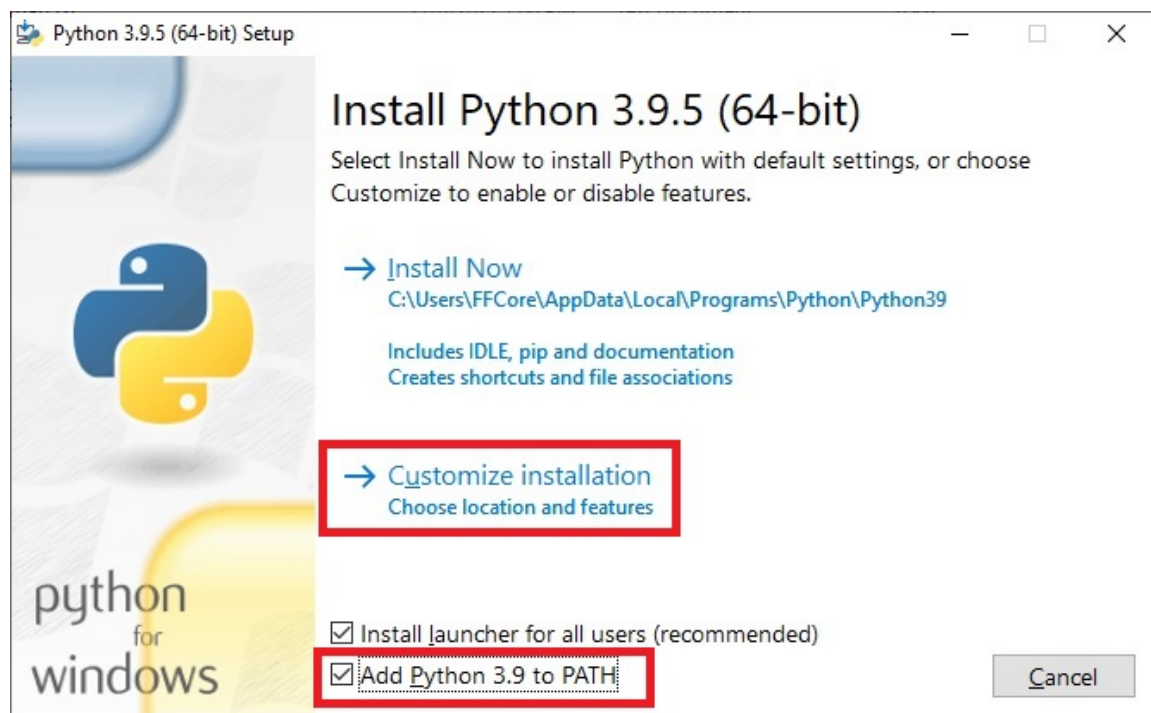 Python 3.9.5 (64-bit) Setup
Install Python 3.9.5 (64-bit)
Select Install Now to install Python with default settings, or choose
Customize to enable or disable features.
Install Now
C:\Users\FFCore\AppData\Local\Programs\Python\Python39
Includes IDLE, pip and documentation
Creates shortcuts and file associations
Customize installation
Choose location and features
python
for
windows
Install launcher for all users (recommended)
Add Python 3.9 to PATH
Cancel